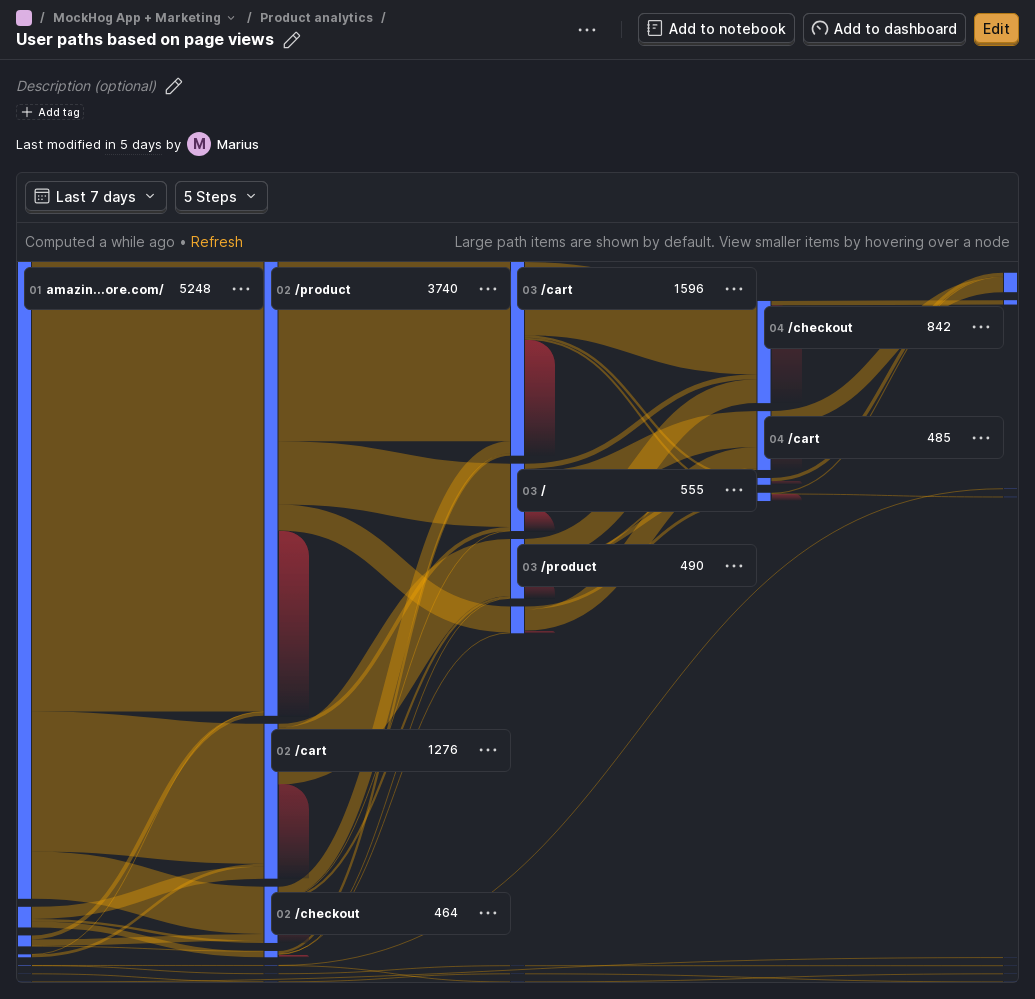 / MockHog App + Marketing / Product analytics /
User paths based on page views
Add to notebook
Add to dashboard
Edit
Description (optional)
Add tag
Last modified in 5 days by M Marius
Last 7 days
5 Steps
Computed a while ago • Refresh
Large path items are shown by default. View smaller items by hovering over a node
01 amazin...ore.com/ 5248
02 /product 3740
03 /cart 1596
04 /checkout 842
04 /cart 485
03 / 555
03 /product 490
02 /cart 1276
02 /checkout 464